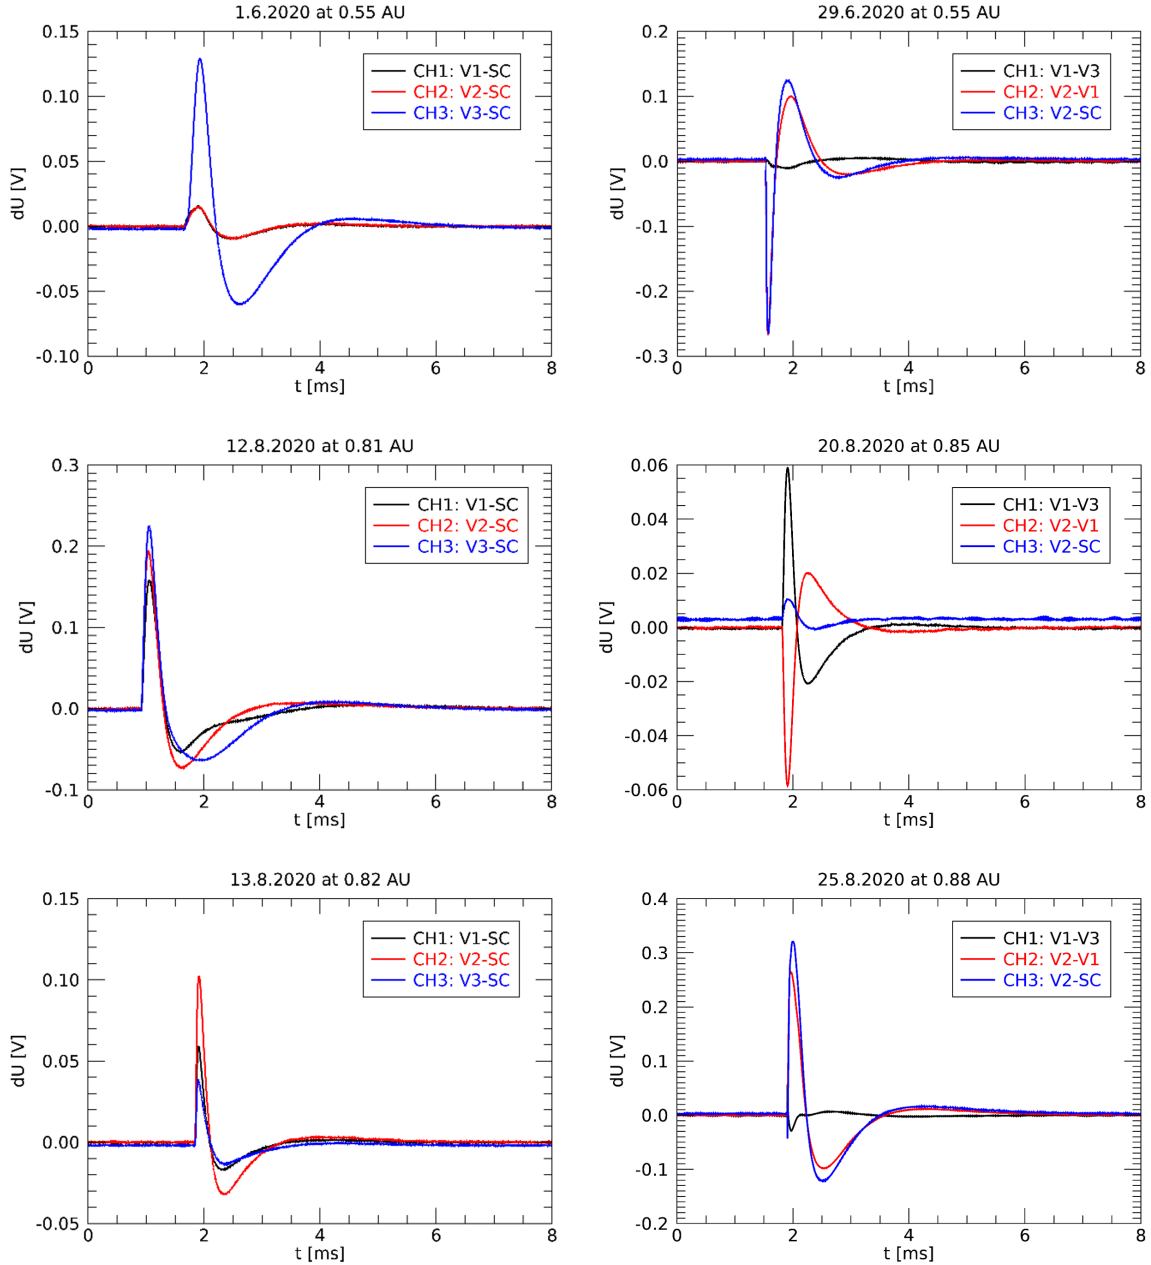 1.6.2020 at 0.55 AU
dU [V]
0.15
0.10
0.05
0.00
-0.05
-0.10
CH1: V1-SC
CH2: V2-SC
CH3: V3-SC
0 2 4 6 8
t [ms]
29.6.2020 at 0.55 AU
dU [V]
0.2
0.1
0.0
-0.1
-0.2
-0.3
CH1: V1-V3
CH2: V2-V1
CH3: V2-SC
0 2 4 6 8
t [ms]
12.8.2020 at 0.81 AU
dU [V]
0.3
0.2
0.1
0.0
-0.1
CH1: V1-SC
CH2: V2-SC
CH3: V3-SC
0 2 4 6 8
t [ms]
20.8.2020 at 0.85 AU
dU [V]
0.06
0.04
0.02
0.00
-0.02
-0.04
-0.06
CH1: V1-V3
CH2: V2-V1
CH3: V2-SC
0 2 4 6 8
t [ms]
13.8.2020 at 0.82 AU
dU [V]
0.15
0.10
0.05
0.00
-0.05
CH1: V1-SC
CH2: V2-SC
CH3: V3-SC
0 2 4 6 8
t [ms]
25.8.2020 at 0.88 AU
dU [V]
0.4
0.3
0.2
0.1
0.0
-0.1
-0.2
CH1: V1-V3
CH2: V2-V1
CH3: V2-SC
0 2 4 6 8
t [ms]